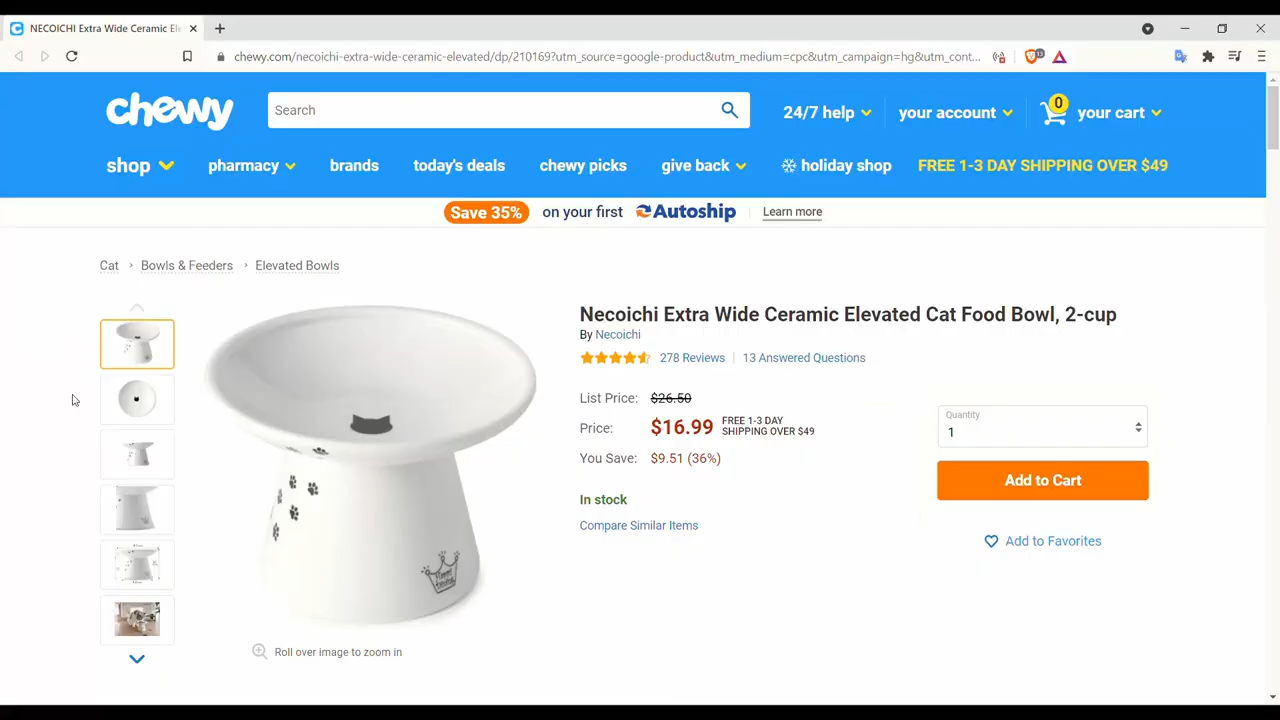 NECOICHI Extra Wide Ceramic Ele
chewy.com/necoichi-extra-wide-ceramic-elevated/dp/210169?utm_source=google-product&utm_medium=cpc&utm_campaign=hg&utm_cont...
13
chewy
Search
24/7 help
your account
0
your cart
shop
pharmacy
brands
today's deals
chewy picks
give back
holiday shop
FREE 1-3 DAY SHIPPING OVER $49
Save 35% on your first Autoship
Learn more
Cat > Bowls & Feeders > Elevated Bowls
Necoichi Extra Wide Ceramic Elevated Cat Food Bowl, 2-cup
By Necoichi
278 Reviews
13 Answered Questions
List Price: $26.50
Price: $16.99 FREE 1-3 DAY
SHIPPING OVER $49
You Save: $9.51 (36%)
In stock
Compare Similar Items
Quantity
1
Add to Cart
Add to Favorites
Roll over image to zoom in